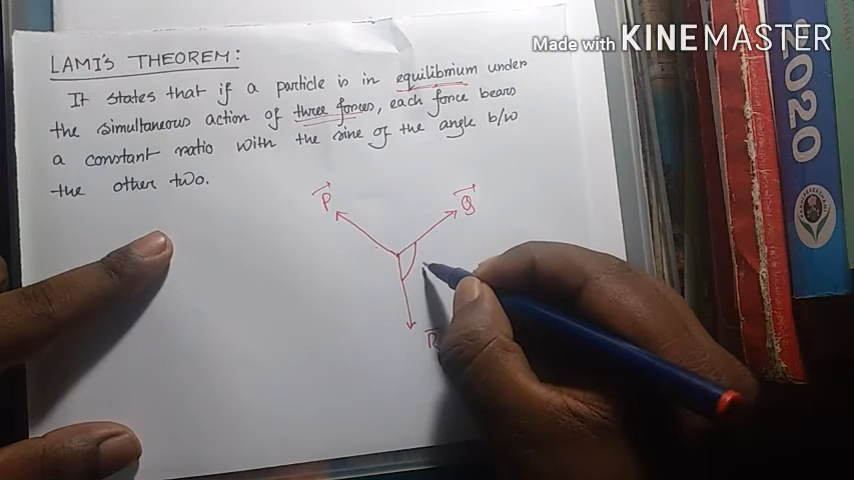 Made with KINEMASTER
LAMI'S THEOREM:
It states that if a particle is in equilibrium under
the simultaneous action of three forces, each force bears
a constant ratio with the sine of the angle b/w
the other two.
P
Q
R
2020